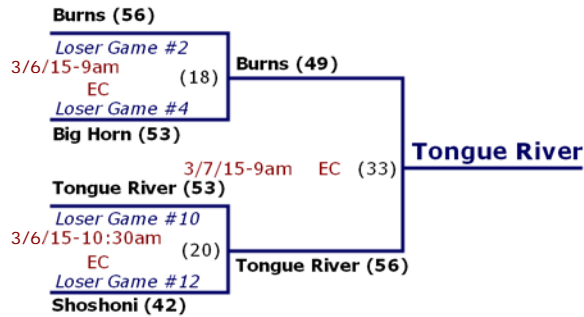 Burns (56)
Loser Game #2
3/6/15-9am
(18)
EC
Loser Game #4
Big Horn (53)
Burns (49)
3/7/15-9am EC (33)
Tongue River
Tongue River (53)
Loser Game #10
3/6/15-10:30am
(20)
EC
Loser Game #12
Shoshoni (42)
Tongue River (56)